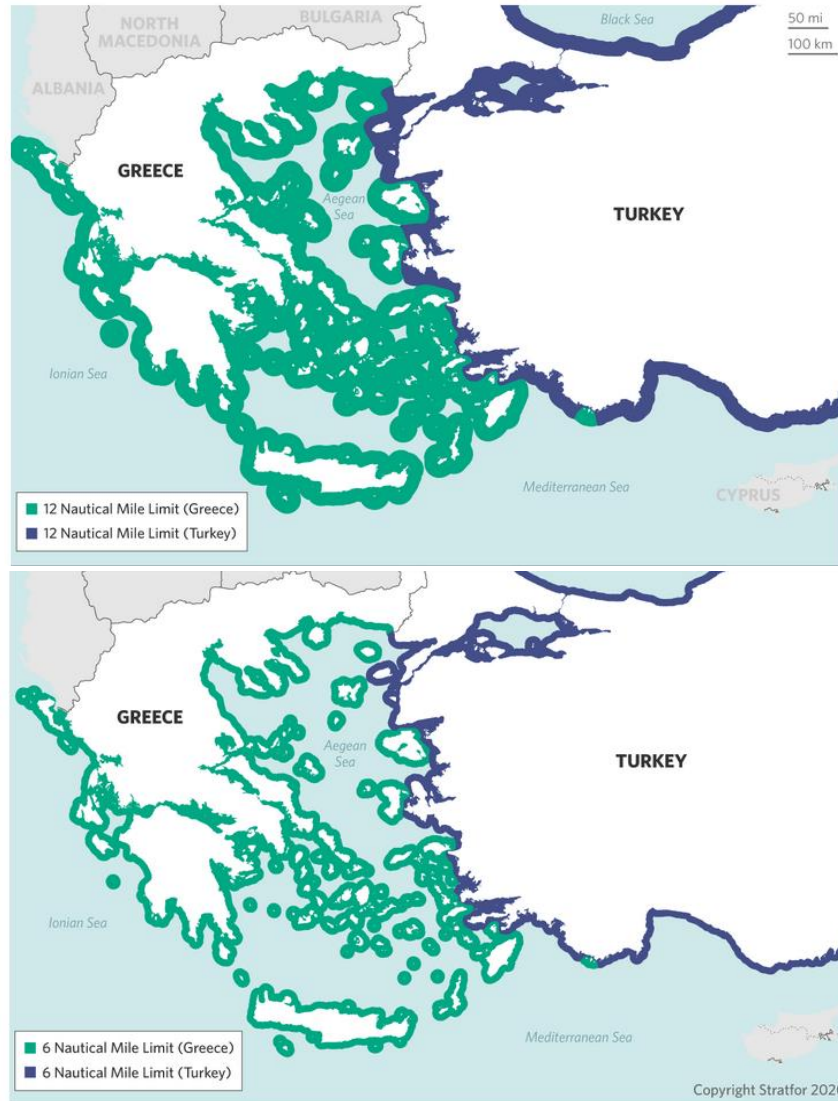 BULGARIA
Black Sea
50 mi
100 km
NORTH
MACEDONIA
ALBANIA
GREECE
Aegean
Sea
TURKEY
Ionian Sea
Mediterranean Sea
CYPRUS
12 Nautical Mile Limit (Greece)
12 Nautical Mile Limit (Turkey)
GREECE
Aegean
Sea
TURKEY
Ionian Sea
Mediterranean Sea
6 Nautical Mile Limit (Greece)
6 Nautical Mile Limit (Turkey)
Copyright Stratfor 2020